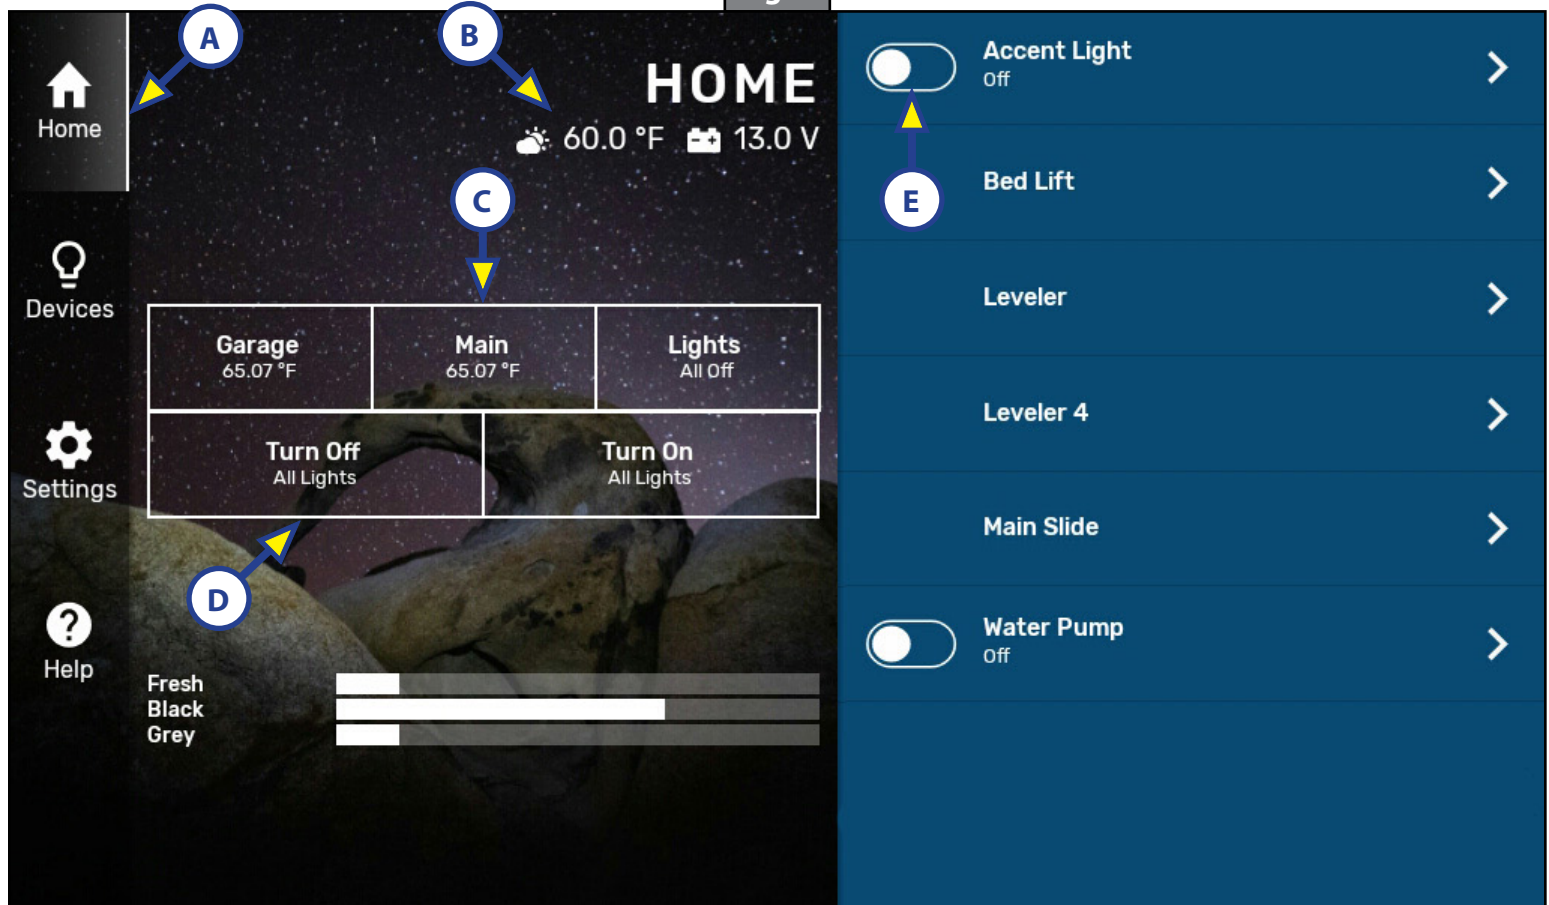 A
B
C
D
E
Home
Devices
Settings
Help
HOME
60.0 °F 13.0 V
Garage
65.07 °F
Main
65.07 °F
Lights
All Off
Turn Off
All Lights
Turn On
All Lights
Fresh
Black
Grey
Accent Light
Off
Bed Lift
Leveler
Leveler 4
Main Slide
Water Pump
Off